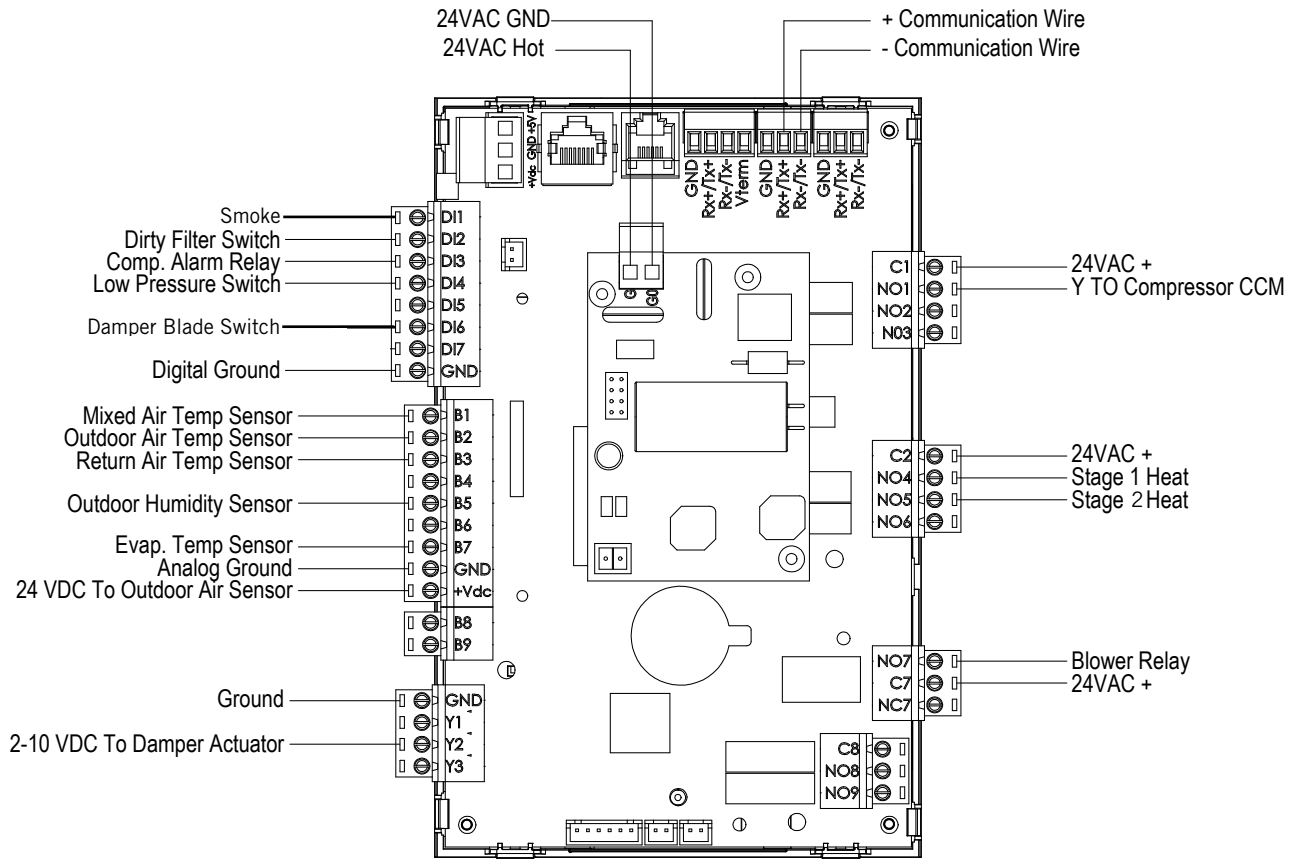 24VAC GND
24VAC Hot
+ Communication Wire
- Communication Wire
+Vdc GND +5V
GND
Rx+/Tx+
Rx-/Tx-
Vterm
GND
Rx+/Tx+
Rx-/Tx-
GND
Rx+/Tx+
Rx-/Tx-
Smoke DI1
Dirty Filter Switch DI2
Comp. Alarm Relay DI3
Low Pressure Switch DI4
DI5
Damper Blade Switch DI6
DI7
Digital Ground GND
G
G0
C1 24VAC +
NO1 Y TO Compressor CCM
NO2
N03
Mixed Air Temp Sensor B1
Outdoor Air Temp Sensor B2
Return Air Temp Sensor B3
B4
Outdoor Humidity Sensor B5
B6
Evap. Temp Sensor B7
Analog Ground GND
24 VDC To Outdoor Air Sensor +Vdc
B8
B9
C2 24VAC +
NO4 Stage 1 Heat
NO5 Stage 2 Heat
NO6
Ground GND
Y1
2-10 VDC To Damper Actuator Y2
Y3
NO7 Blower Relay
C7 24VAC +
NC7
C8
NO8
NO9